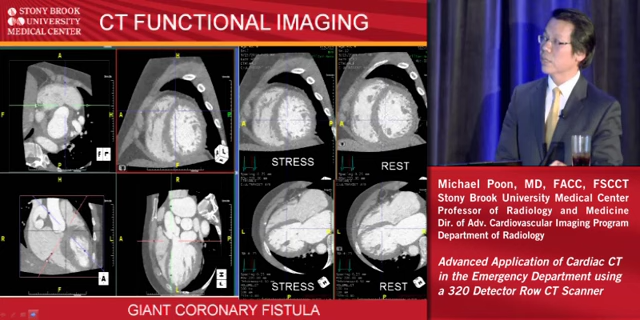 STONY BROOK
UNIVERSITY
MEDICAL CENTER
CT FUNCTIONAL IMAGING
STRESS
REST
STRESS
REST
GIANT CORONARY FISTULA
Michael Poon, MD, FACC, FSCCT
Stony Brook University Medical Center
Professor of Radiology and Medicine
Dir. of Adv. Cardiovascular Imaging Program
Department of Radiology
Advanced Application of Cardiac CT
in the Emergency Department using
a 320 Detector Row CT Scanner